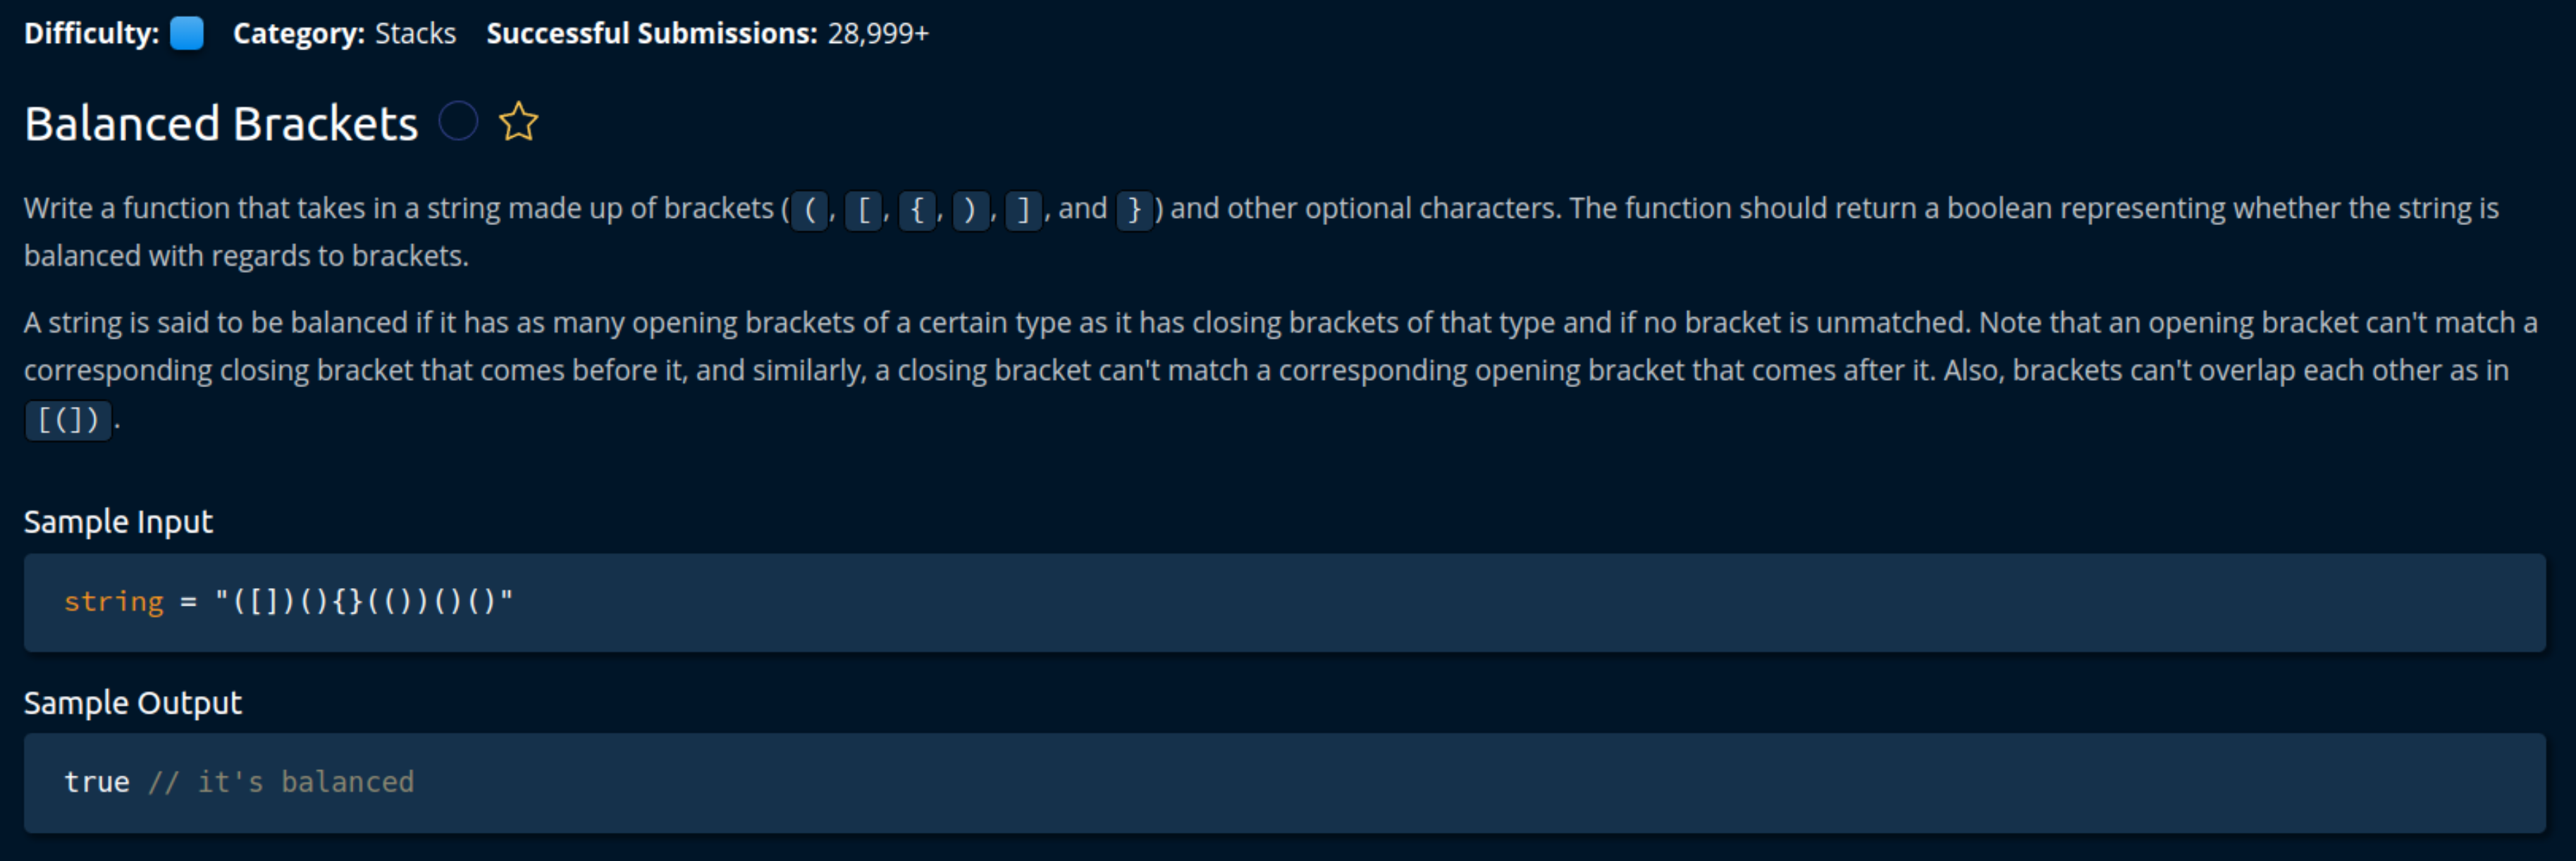 Difficulty: Category: Stacks Successful Submissions: 28,999+
Balanced Brackets
Write a function that takes in a string made up of brackets ( (, [, {, ), ], and } ) and other optional characters. The function should return a boolean representing whether the string is
balanced with regards to brackets.
A string is said to be balanced if it has as many opening brackets of a certain type as it has closing brackets of that type and if no bracket is unmatched. Note that an opening bracket can't match a
corresponding closing bracket that comes before it, and similarly, a closing bracket can't match a corresponding opening bracket that comes after it. Also, brackets can't overlap each other as in
[(]).
Sample Input
string = "([])(){}(())()()"
Sample Output
true // it's balanced